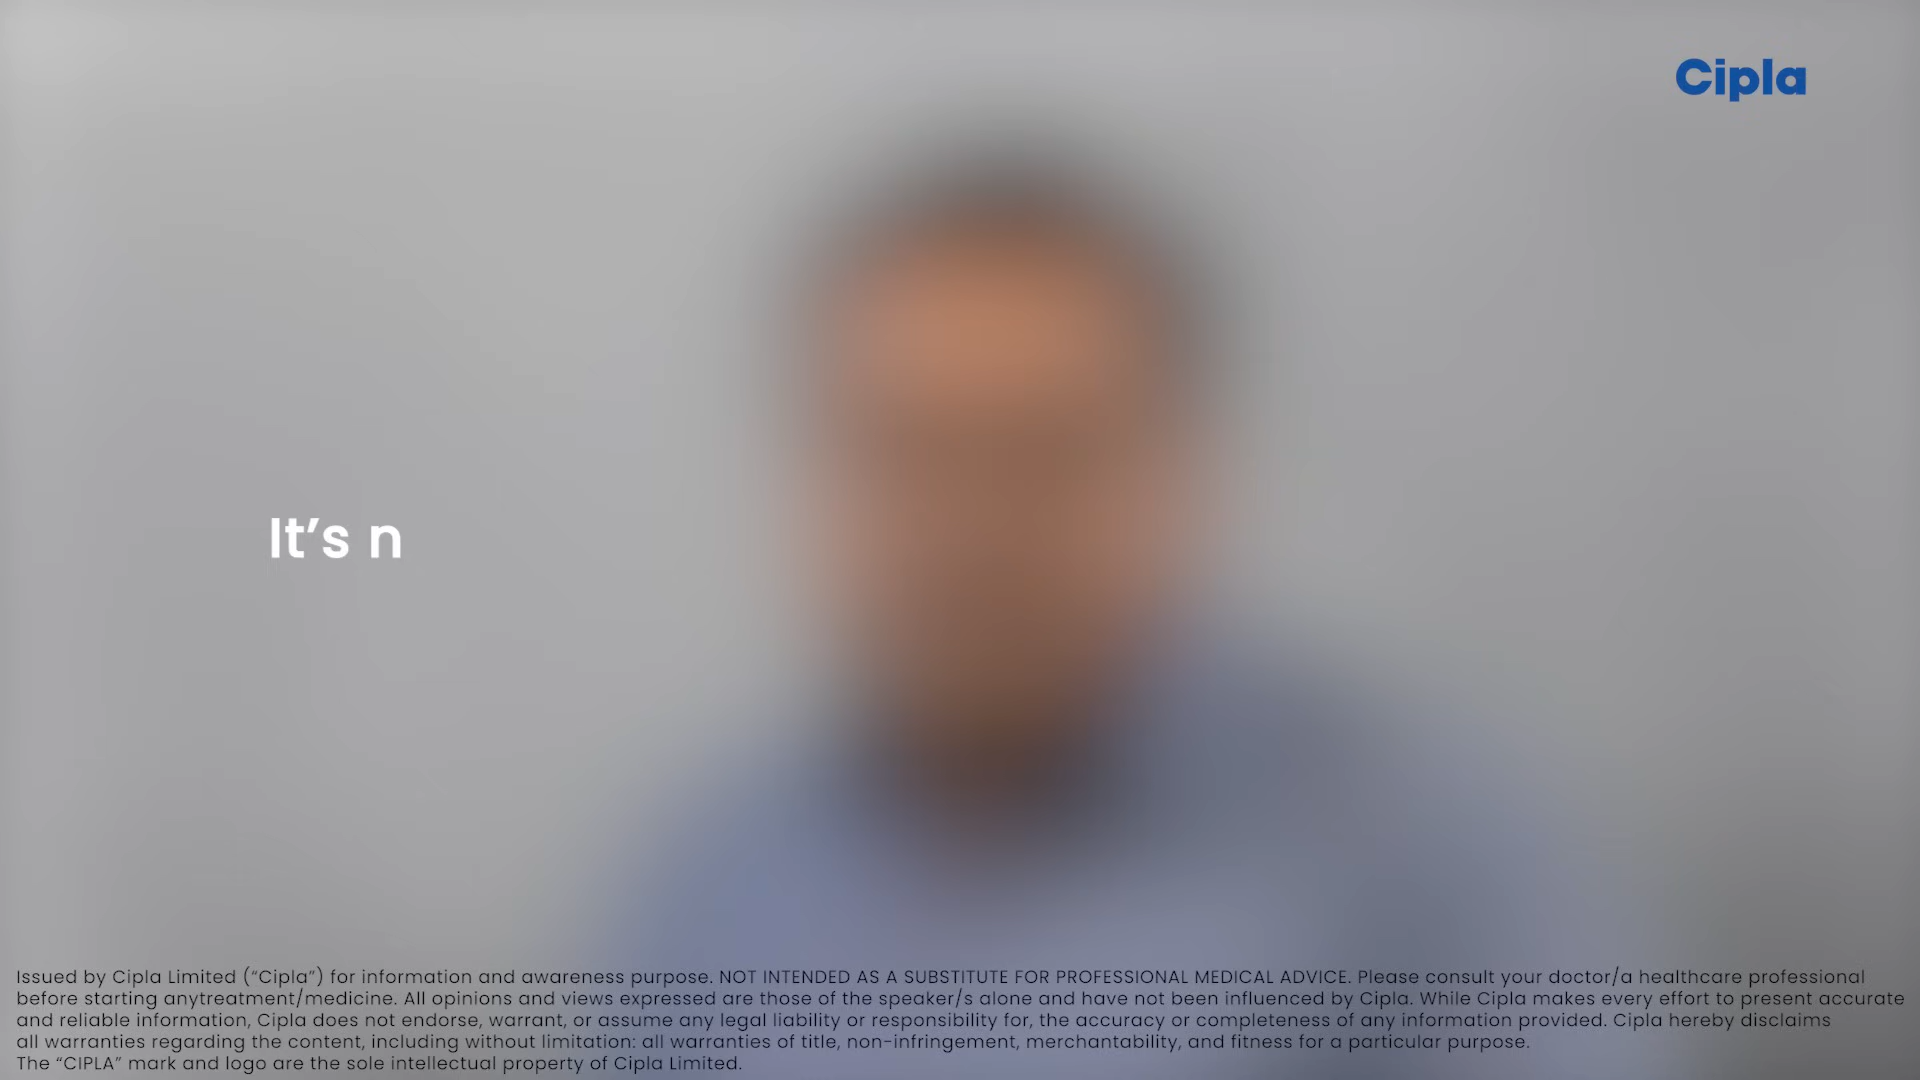 Cipla
It’s n
Issued by Cipla Limited (“Cipla”) for information and awareness purpose. NOT INTENDED AS A SUBSTITUTE FOR PROFESSIONAL MEDICAL ADVICE. Please consult your doctor/a healthcare professional
before starting anytreatment/medicine. All opinions and views expressed are those of the speaker/s alone and have not been influenced by Cipla. While Cipla makes every effort to present accurate
and reliable information, Cipla does not endorse, warrant, or assume any legal liability or responsibility for, the accuracy or completeness of any information provided. Cipla hereby disclaims
all warranties regarding the content, including without limitation: all warranties of title, non-infringement, merchantability, and fitness for a particular purpose.
The “CIPLA” mark and logo are the sole intellectual property of Cipla Limited.